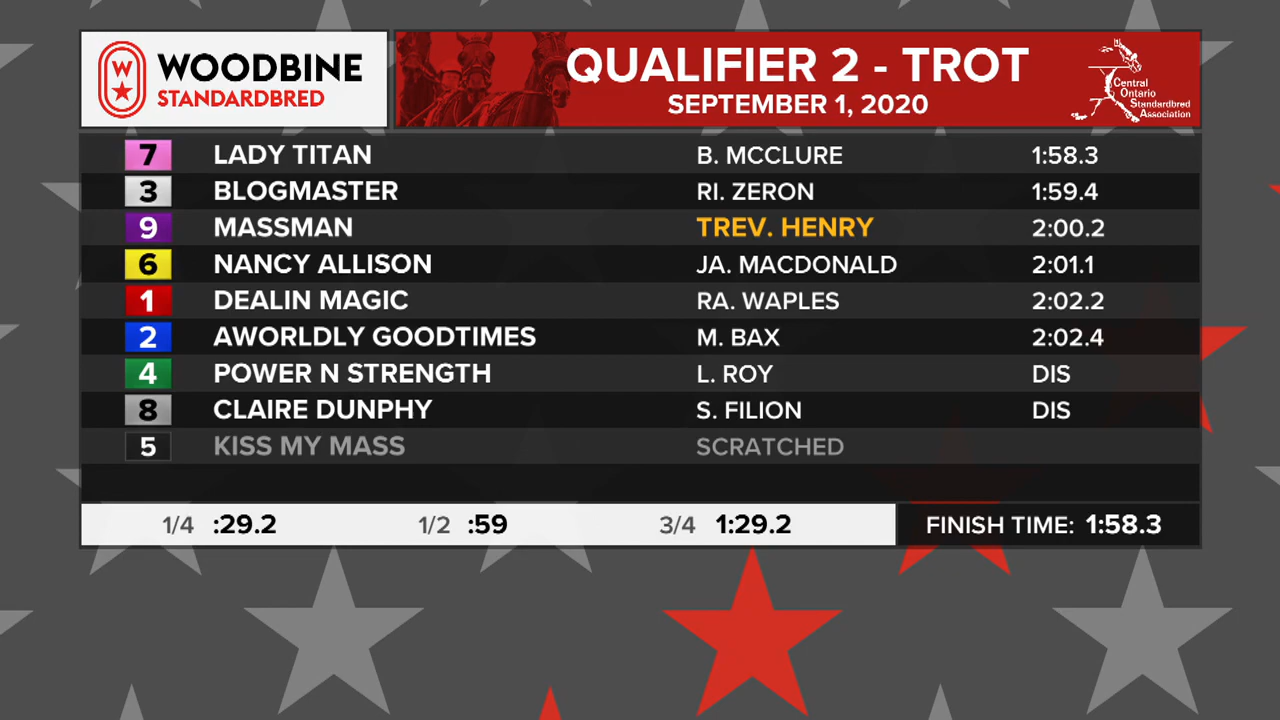 W
WOODBINE
STANDARDBRED
QUALIFIER 2 - TROT
SEPTEMBER 1, 2020
Central
Ontario
Standardbred
Association
7 LADY TITAN B. MCCLURE 1:58.3
3 BLOGMASTER RI. ZERON 1:59.4
9 MASSMAN TREV. HENRY 2:00.2
6 NANCY ALLISON JA. MACDONALD 2:01.1
1 DEALIN MAGIC RA. WAPLES 2:02.2
2 AWORLDLY GOODTIMES M. BAX 2:02.4
4 POWER N STRENGTH L. ROY DIS
8 CLAIRE DUNPHY S. FILION DIS
5 KISS MY MASS SCRATCHED
1/4 :29.2 1/2 :59 3/4 1:29.2 FINISH TIME: 1:58.3